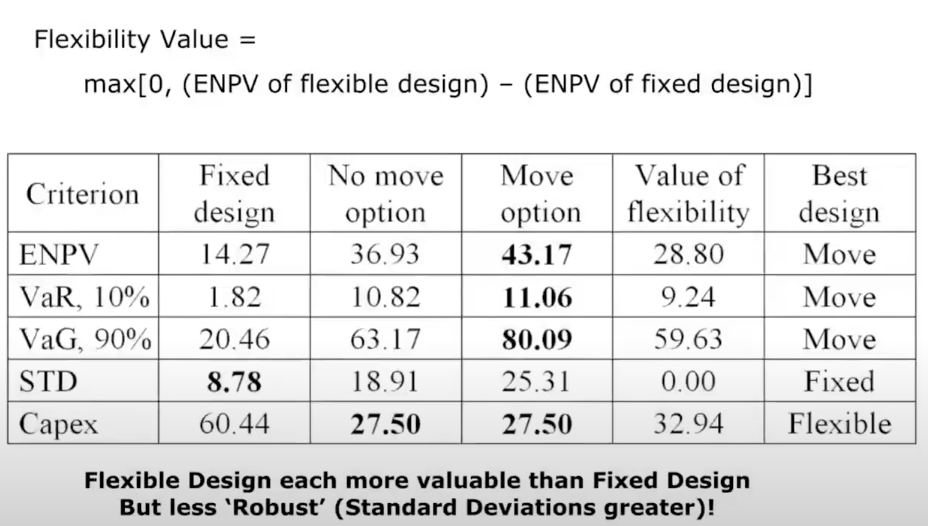 Flexibility Value =
max[0, (ENPV of flexible design) – (ENPV of fixed design)]
Criterion | Fixed design | No move option | Move option | Value of flexibility | Best design
ENPV | 14.27 | 36.93 | 43.17 | 28.80 | Move
VaR, 10% | 1.82 | 10.82 | 11.06 | 9.24 | Move
VaG, 90% | 20.46 | 63.17 | 80.09 | 59.63 | Move
STD | 8.78 | 18.91 | 25.31 | 0.00 | Fixed
Capex | 60.44 | 27.50 | 27.50 | 32.94 | Flexible
Flexible Design each more valuable than Fixed Design
But less ‘Robust’ (Standard Deviations greater)!